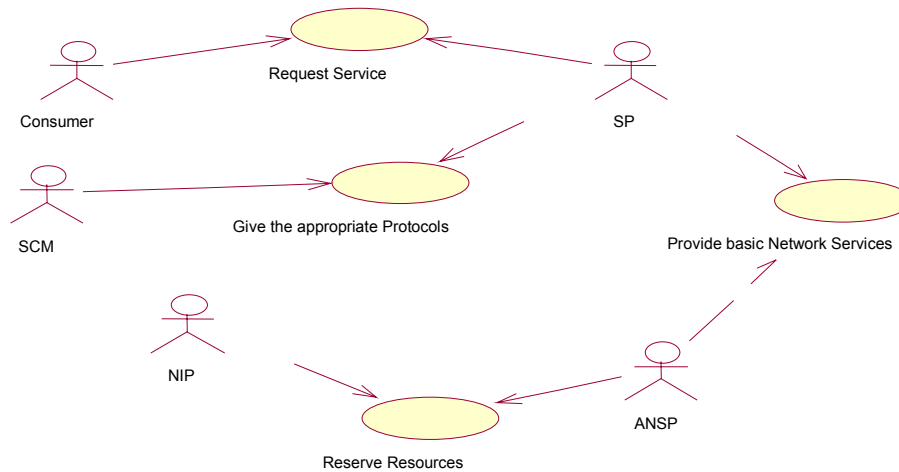 Request Service
Consumer
SP
Give the appropriate Protocols
SCM
Provide basic Network Services
NIP
ANSP
Reserve Resources